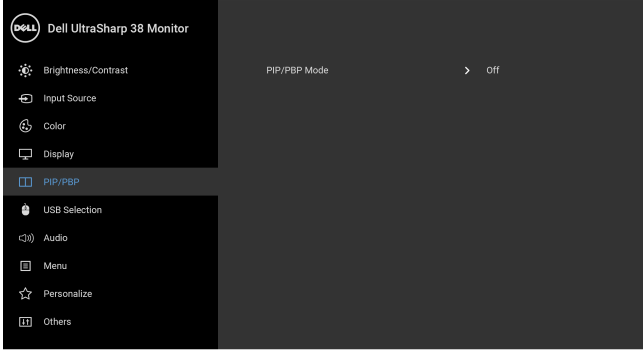 DELL Dell UltraSharp 38 Monitor
Brightness/Contrast PIP/PBP Mode Off
Input Source
Color
Display
PIP/PBP
USB Selection
Audio
Menu
Personalize
Others